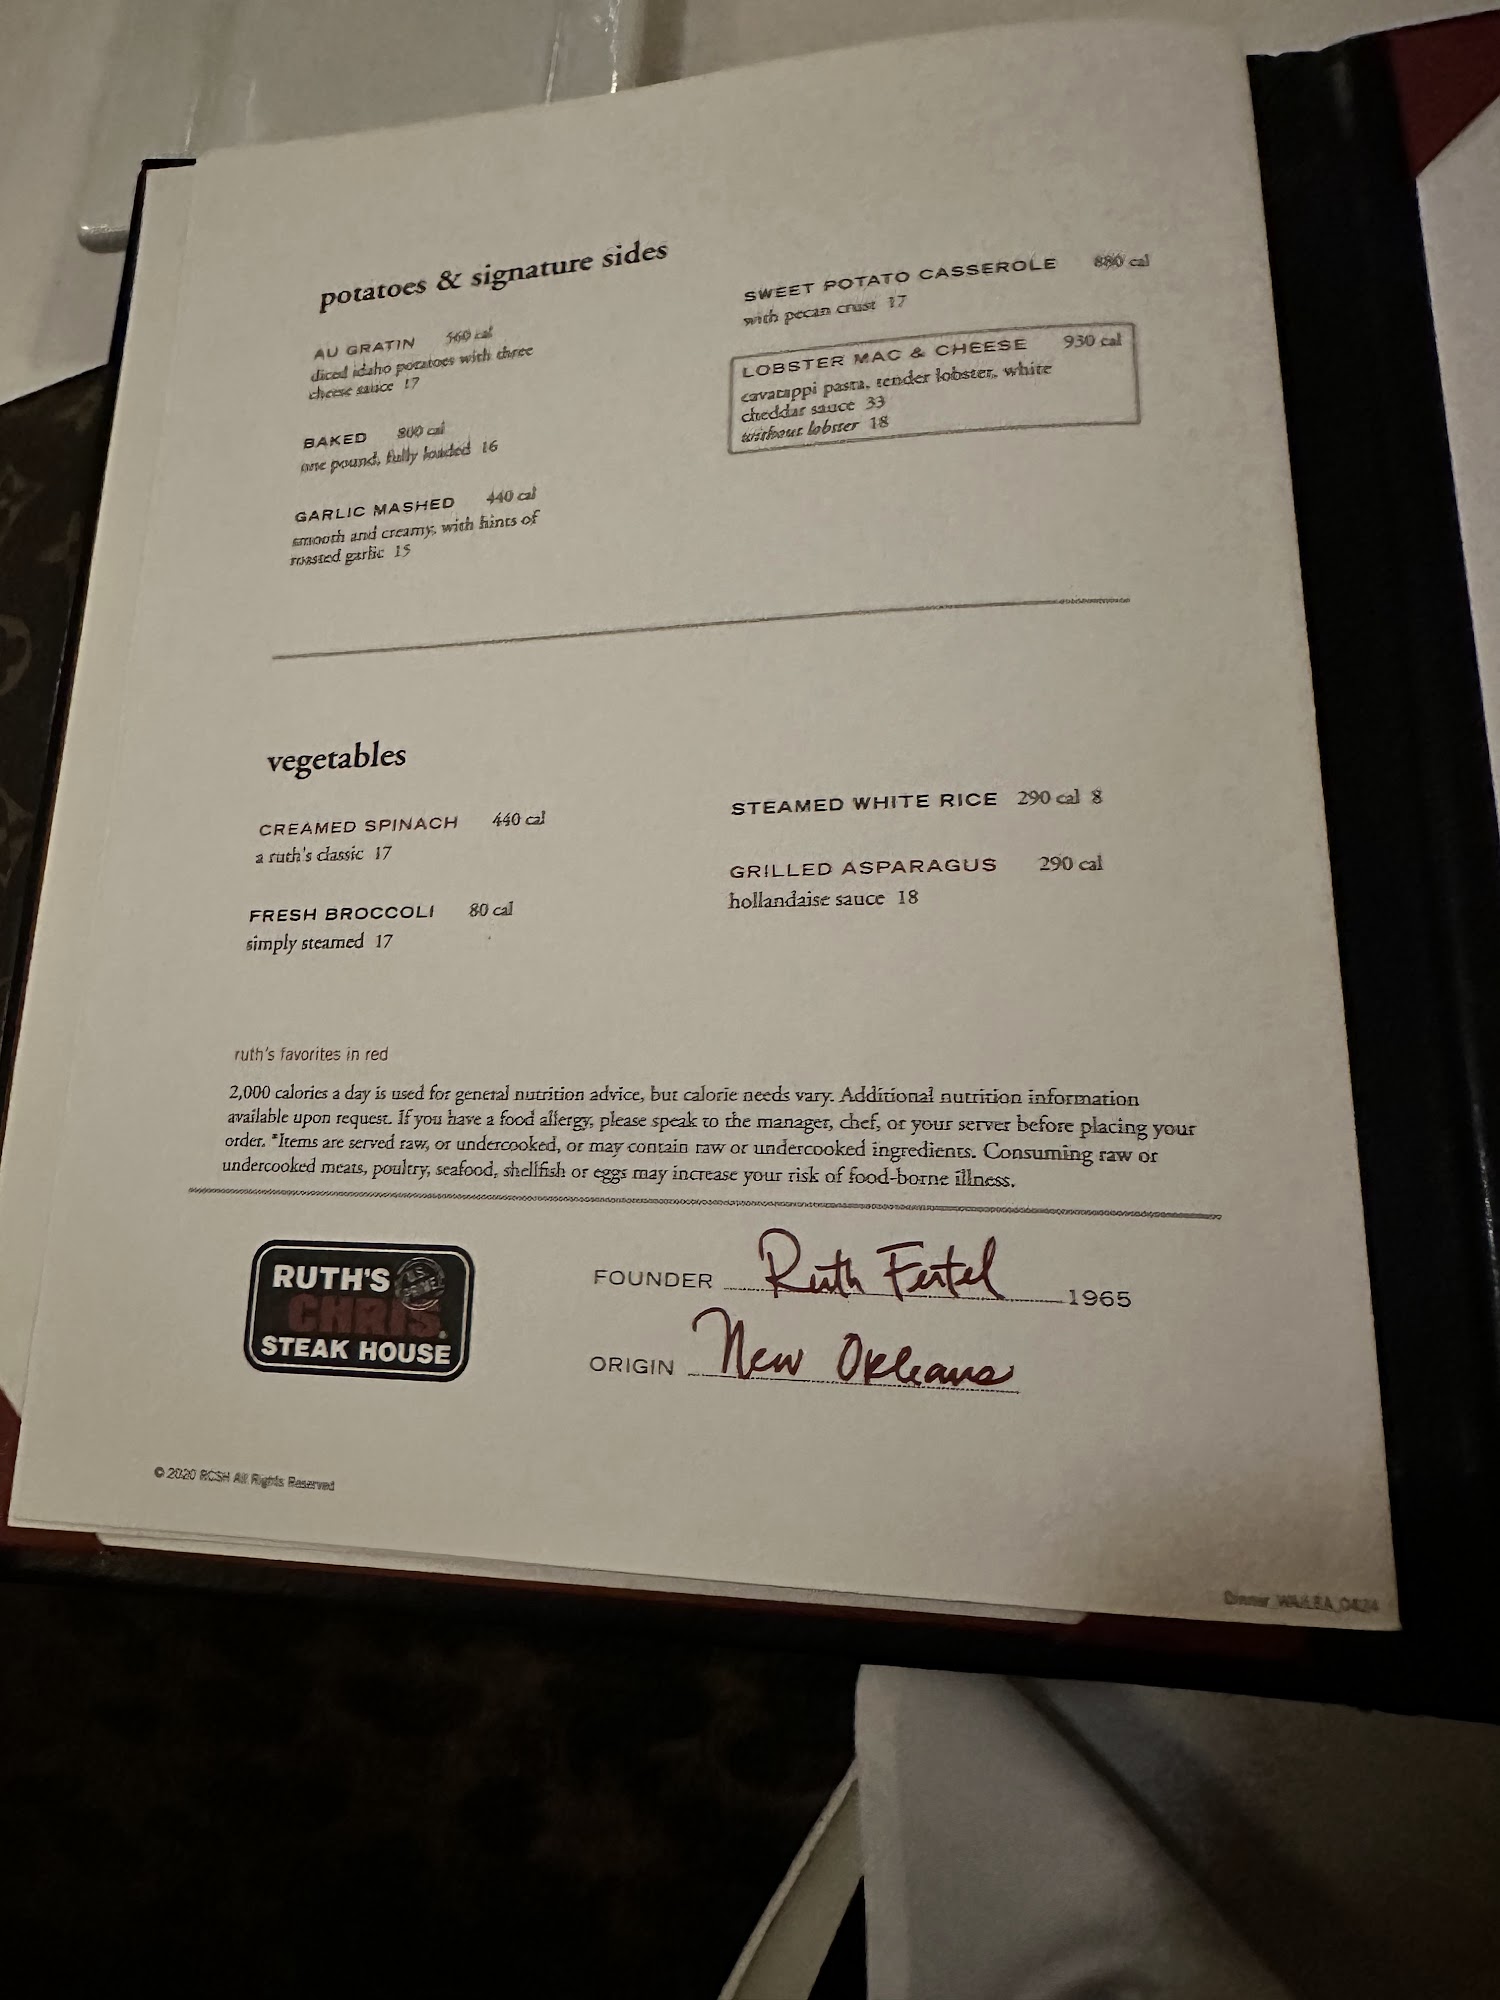 potatoes & signature sides
AU GRATIN 560 cal
diced idaho potatoes with three
cheese sauce 17
BAKED 800 cal
one pound, fully loaded 16
GARLIC MASHED 440 cal
smooth and creamy, with hints of
roasted garlic 15
SWEET POTATO CASSEROLE 880 cal
with pecan crust 17
LOBSTER MAC & CHEESE 930 cal
cavatappi pasta, tender lobster, white
cheddar sauce 33
without lobster 18
vegetables
CREAMED SPINACH 440 cal
a ruth's classic 17
FRESH BROCCOLI 80 cal
simply steamed 17
STEAMED WHITE RICE 290 cal 8
GRILLED ASPARAGUS 290 cal
hollandaise sauce 18
ruth's favorites in red
2,000 calories a day is used for general nutrition advice, but calorie needs vary. Additional nutrition information
available upon request. If you have a food allergy, please speak to the manager, chef, or your server before placing your
order. *Items are served raw, or undercooked, or may contain raw or undercooked ingredients. Consuming raw or
undercooked meats, poultry, seafood, shellfish or eggs may increase your risk of food-borne illness.
RUTH'S
CHRIS
STEAK HOUSE
FOUNDER Ruth Fertel 1965
ORIGIN New Orleans
© 2020 RCSH All Rights Reserved
Dinner_WAILEA_0424